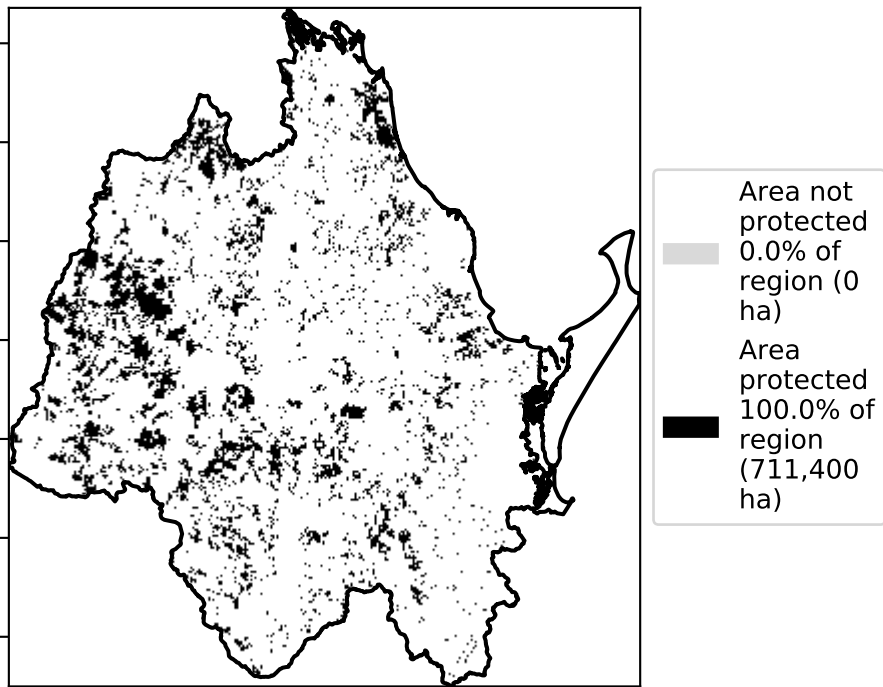 Area not
protected
0.0% of
region (0
ha)
Area
protected
100.0% of
region
(711,400
ha)